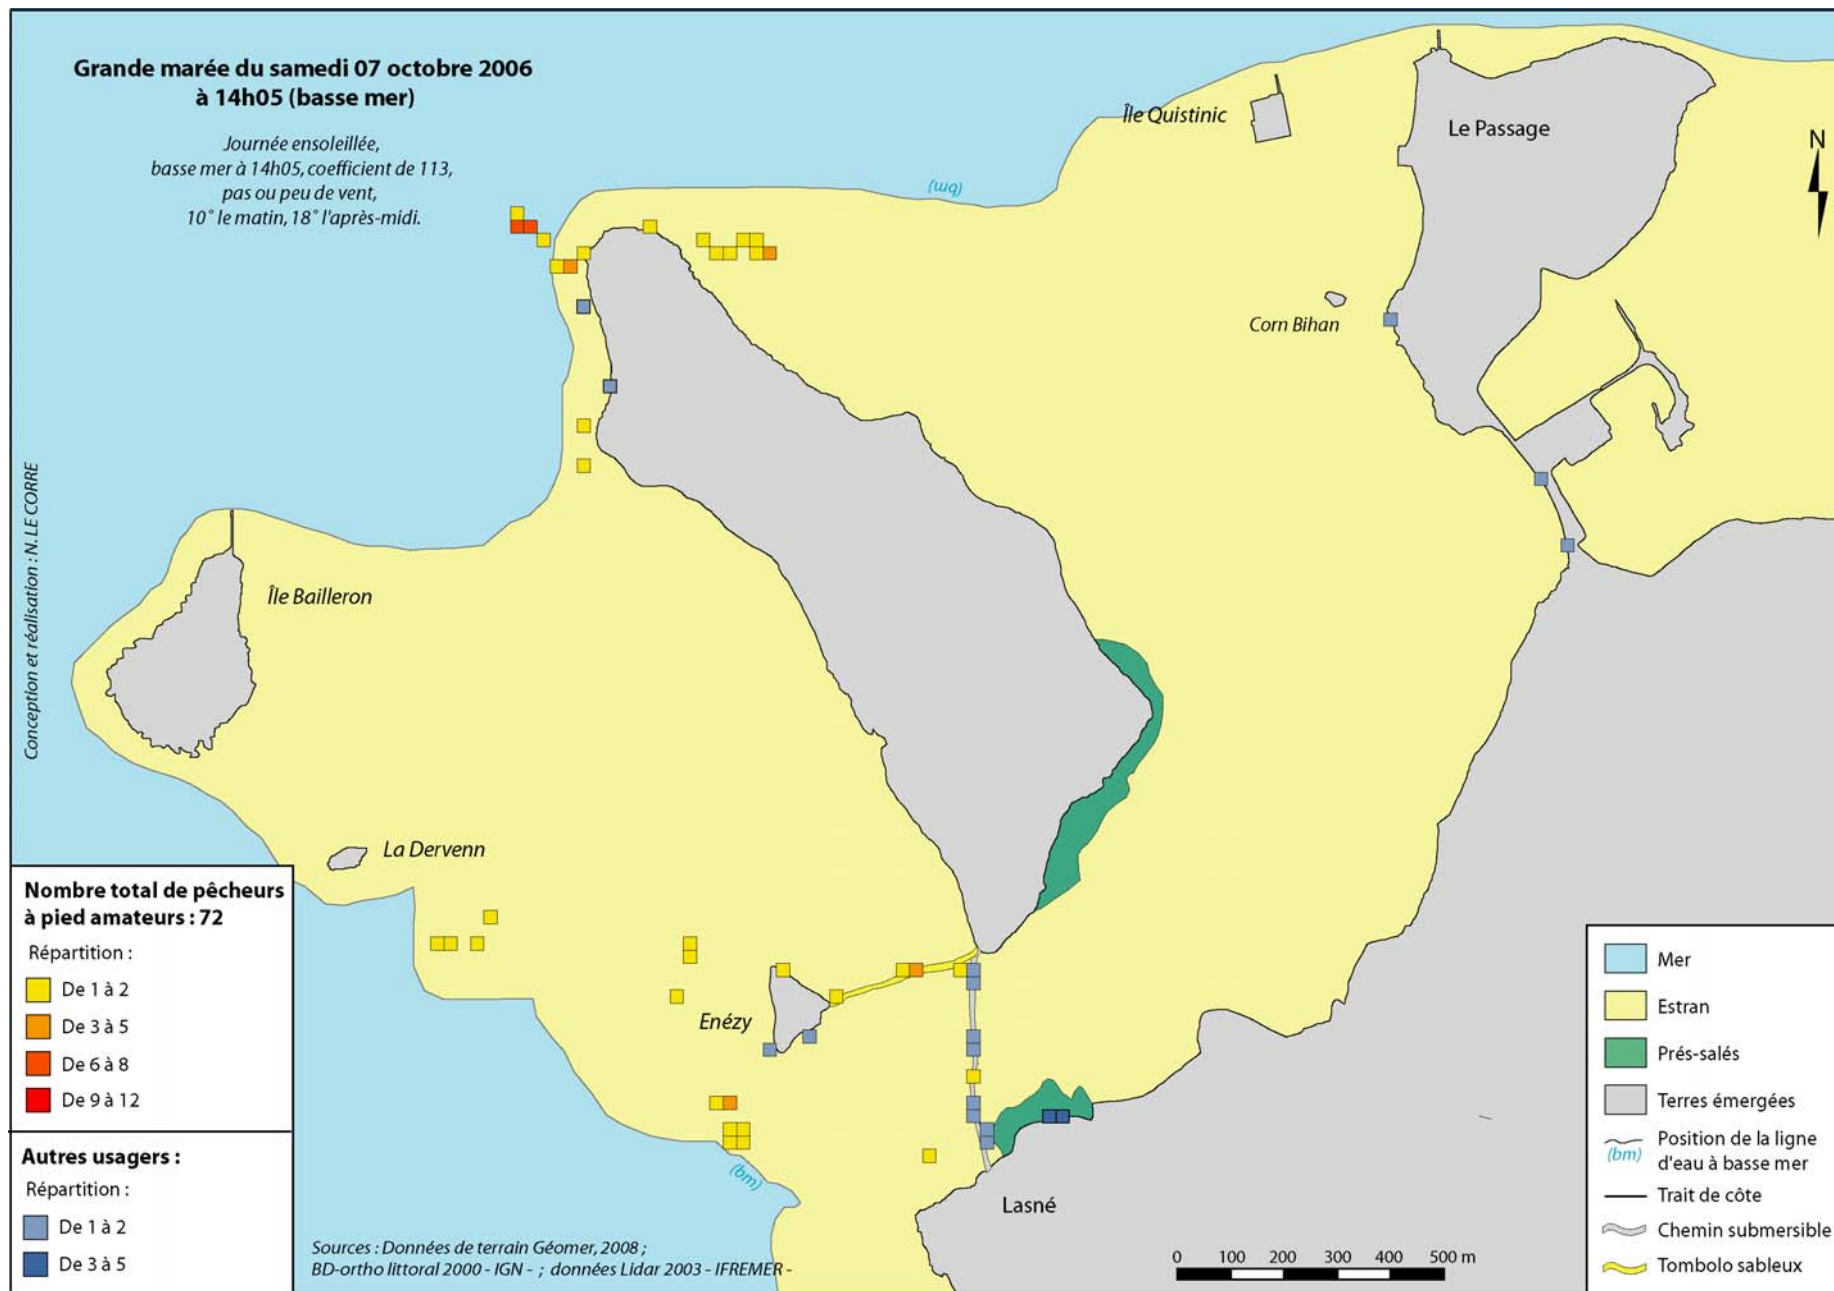 Grande marée du samedi 07 octobre 2006
à 14h05 (basse mer)
Journée ensoleillée,
basse mer à 14h05, coefficient de 113,
pas ou peu de vent,
10° le matin, 18° l'après-midi.
Île Quistinic
Le Passage
N
(bm)
Corn Bihan
Conception et réalisation : N. LE CORRE
Île Bailleron
La Dervenn
Enézy
(bm)
Lasné
Nombre total de pêcheurs
à pied amateurs : 72
Répartition :
De 1 à 2
De 3 à 5
De 6 à 8
De 9 à 12
Autres usagers :
Répartition :
De 1 à 2
De 3 à 5
Sources : Données de terrain Géomer, 2008 ;
BD-ortho littoral 2000 - IGN - ; données Lidar 2003 - IFREMER -
0 100 200 300 400 500 m
Mer
Estran
Prés-salés
Terres émergées
Position de la ligne
(bm) d'eau à basse mer
Trait de côte
Chemin submersible
Tombolo sableux